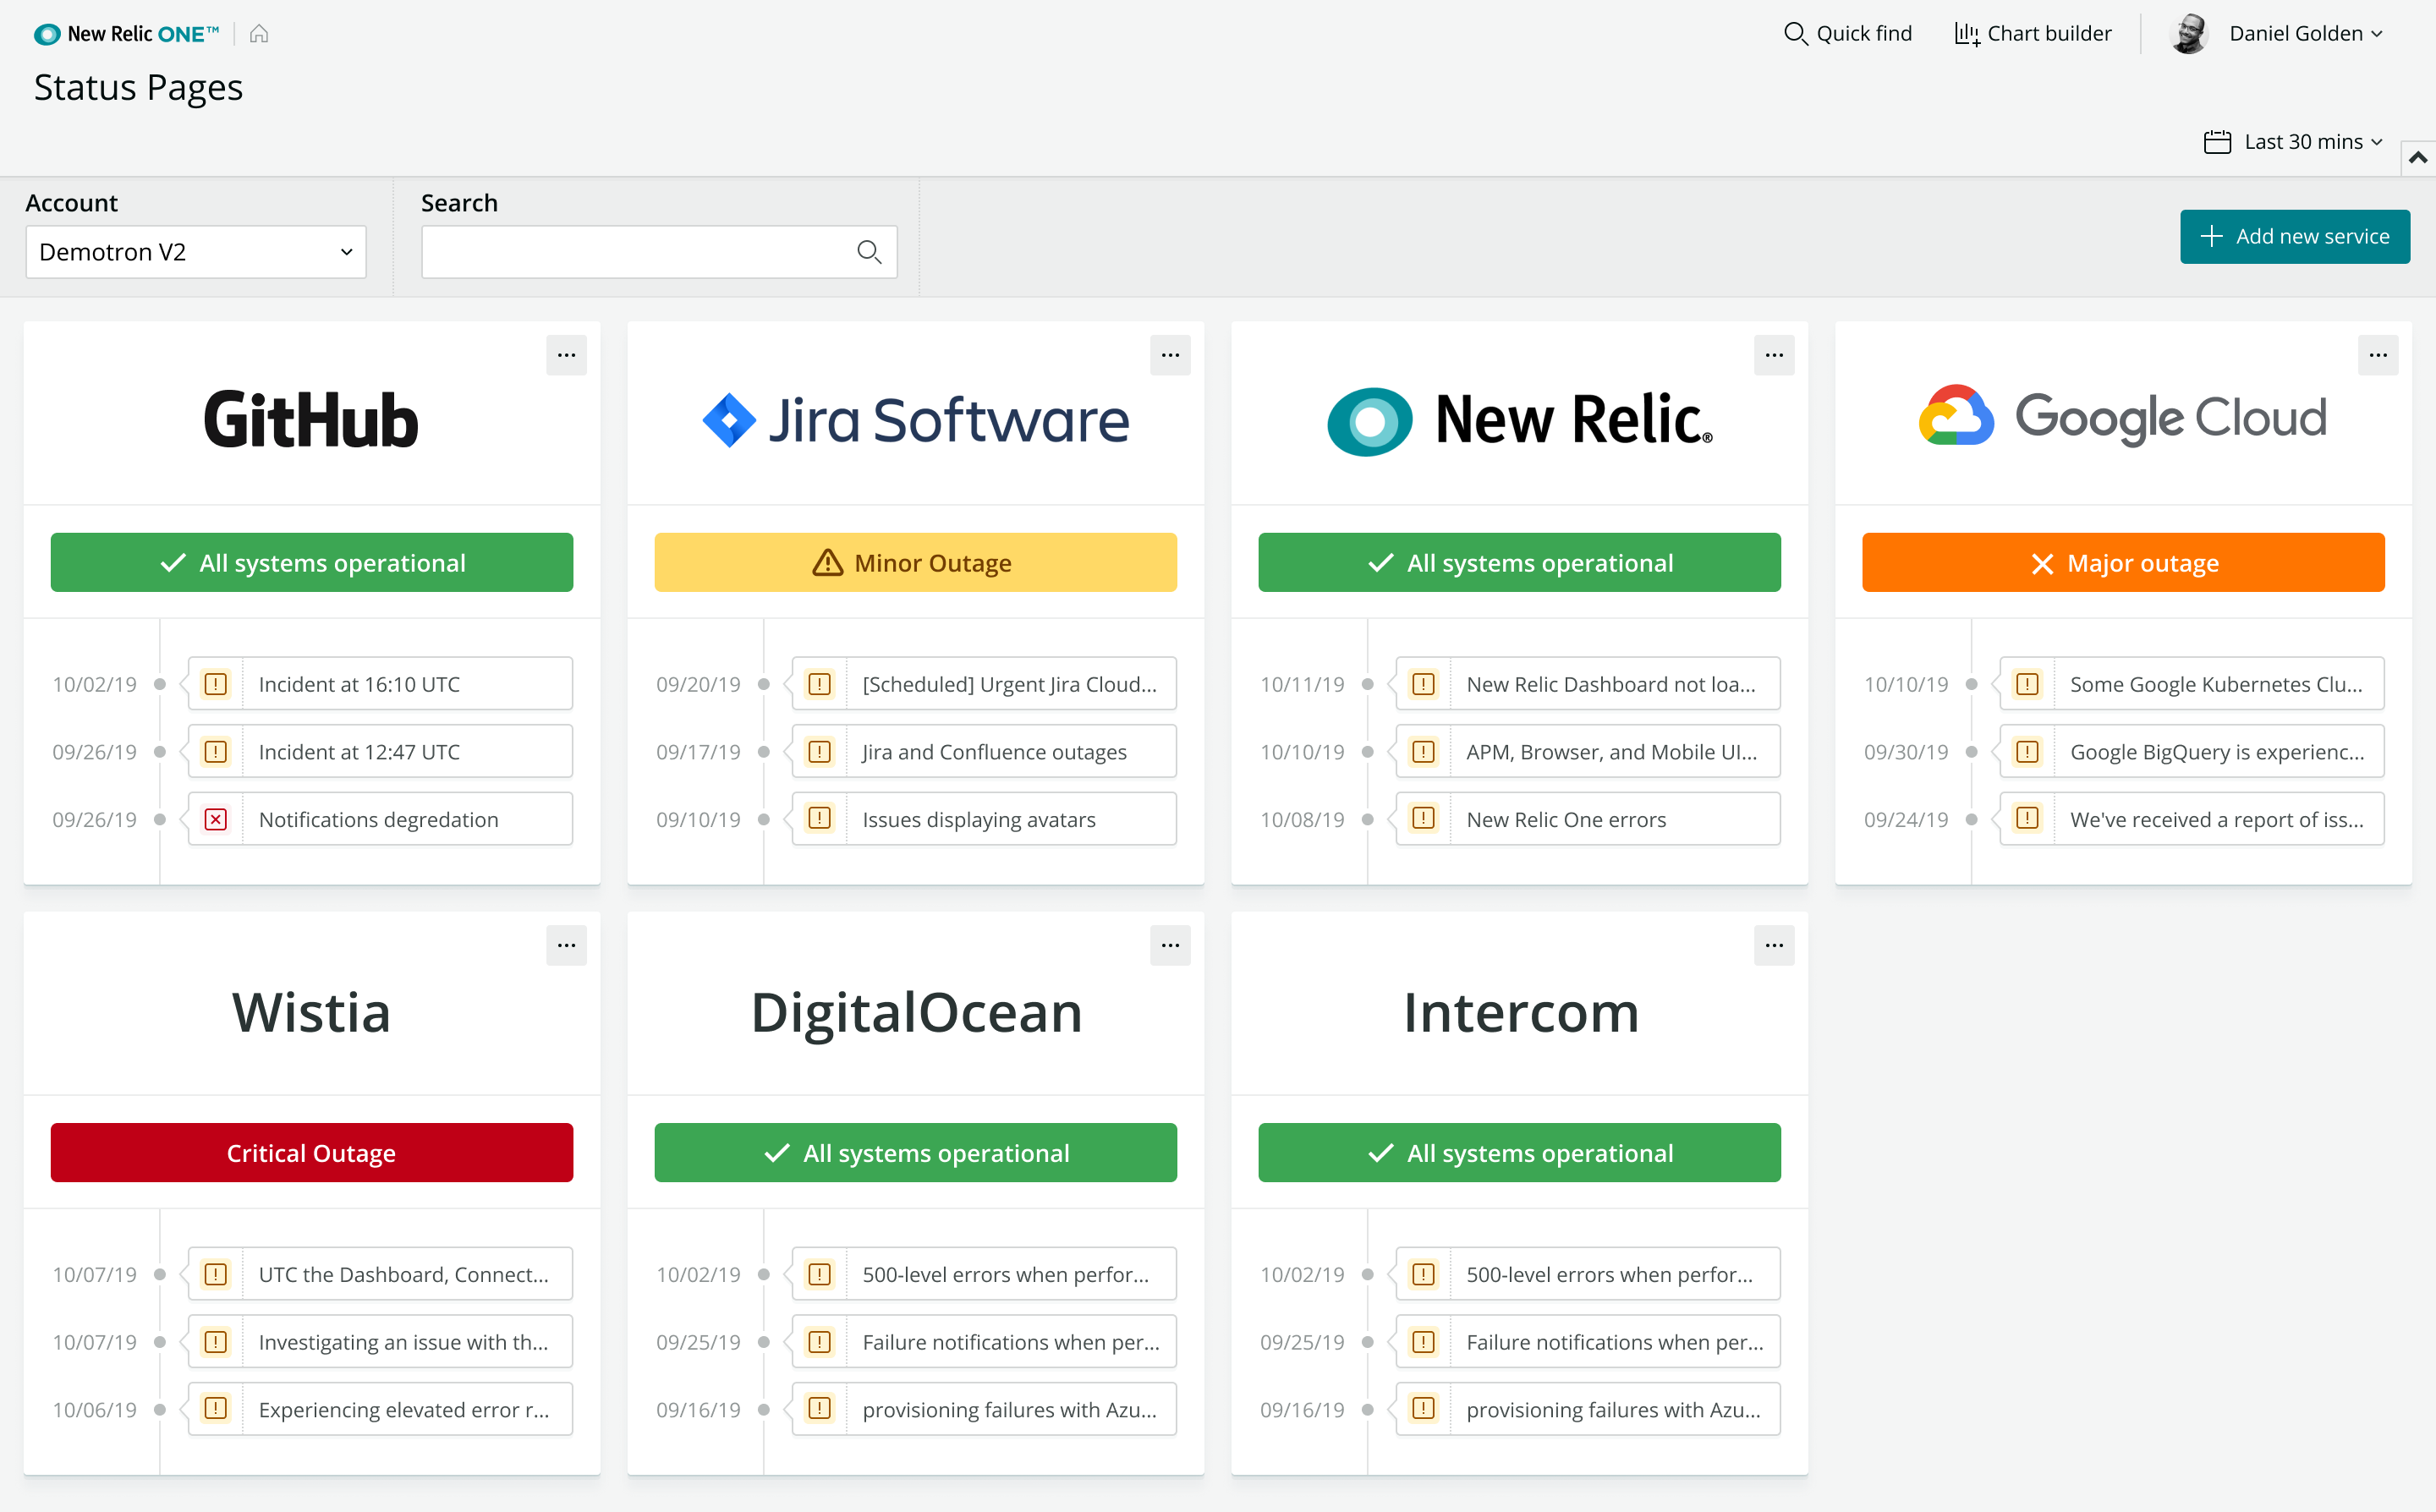 New Relic ONE™
Quick find
Chart builder
Daniel Golden
Status Pages
Last 30 mins
Account
Search
Demotron V2
Add new service
GitHub
All systems operational
10/02/19 Incident at 16:10 UTC
09/26/19 Incident at 12:47 UTC
09/26/19 Notifications degredation
Jira Software
Minor Outage
09/20/19 [Scheduled] Urgent Jira Cloud...
09/17/19 Jira and Confluence outages
09/10/19 Issues displaying avatars
New Relic®
All systems operational
10/11/19 New Relic Dashboard not loa...
10/10/19 APM, Browser, and Mobile UI...
10/08/19 New Relic One errors
Google Cloud
Major outage
10/10/19 Some Google Kubernetes Clu...
09/30/19 Google BigQuery is experienc...
09/24/19 We've received a report of iss...
Wistia
Critical Outage
10/07/19 UTC the Dashboard, Connect...
10/07/19 Investigating an issue with th...
10/06/19 Experiencing elevated error r...
DigitalOcean
All systems operational
10/02/19 500-level errors when perfor...
09/25/19 Failure notifications when per...
09/16/19 provisioning failures with Azu...
Intercom
All systems operational
10/02/19 500-level errors when perfor...
09/25/19 Failure notifications when per...
09/16/19 provisioning failures with Azu...